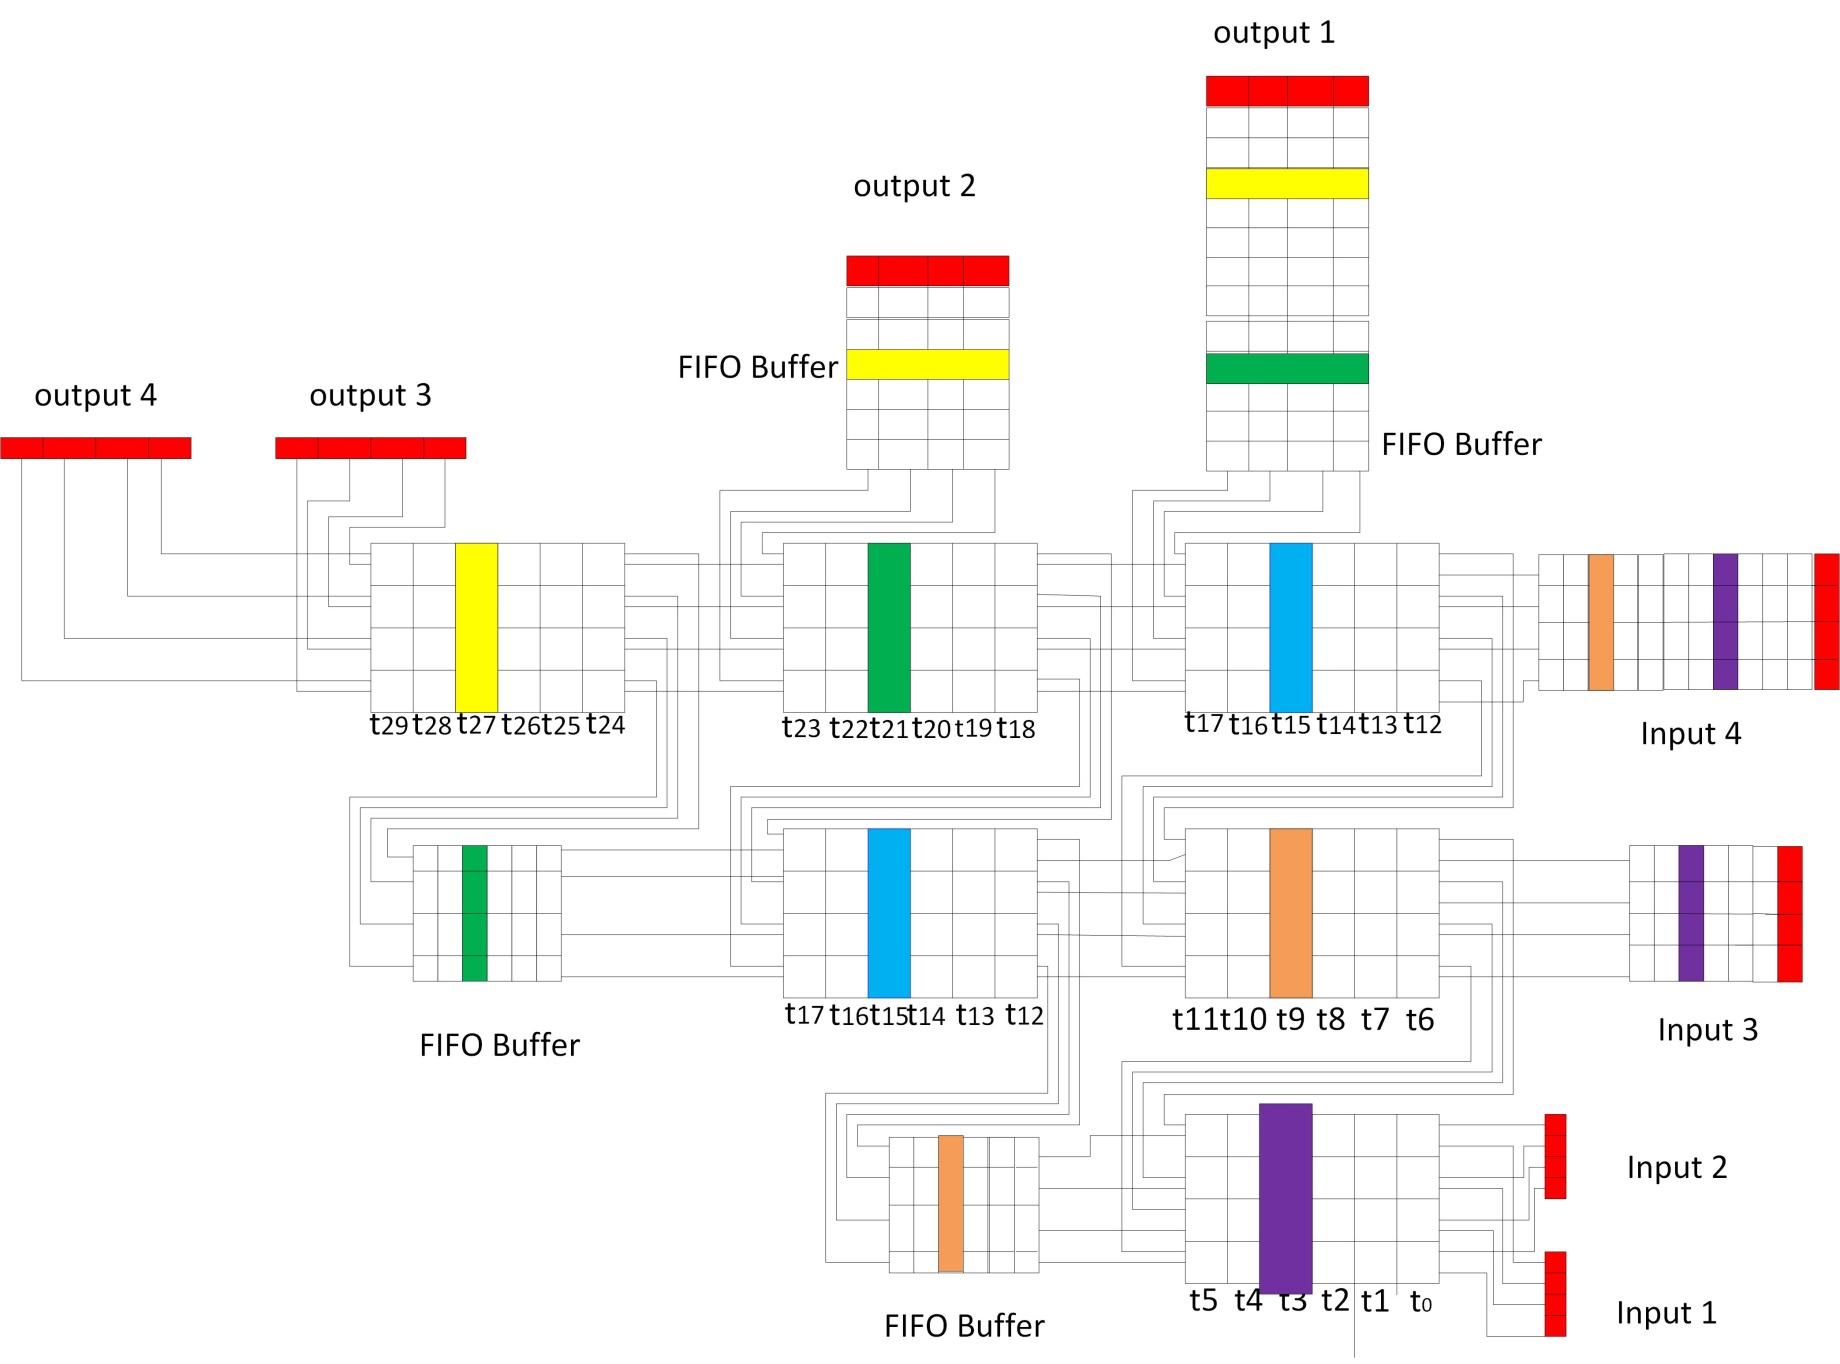 output 1
output 2
FIFO Buffer
output 4
output 3
FIFO Buffer
t29 t28 t27 t26 t25 t24
t23 t22 t21 t20 t19 t18
t17 t16 t15 t14 t13 t12
Input 4
t17 t16 t15 t14 t13 t12
t11 t10 t9 t8 t7 t6
Input 3
FIFO Buffer
Input 2
t5 t4 t3 t2 t1 t0
Input 1
FIFO Buffer